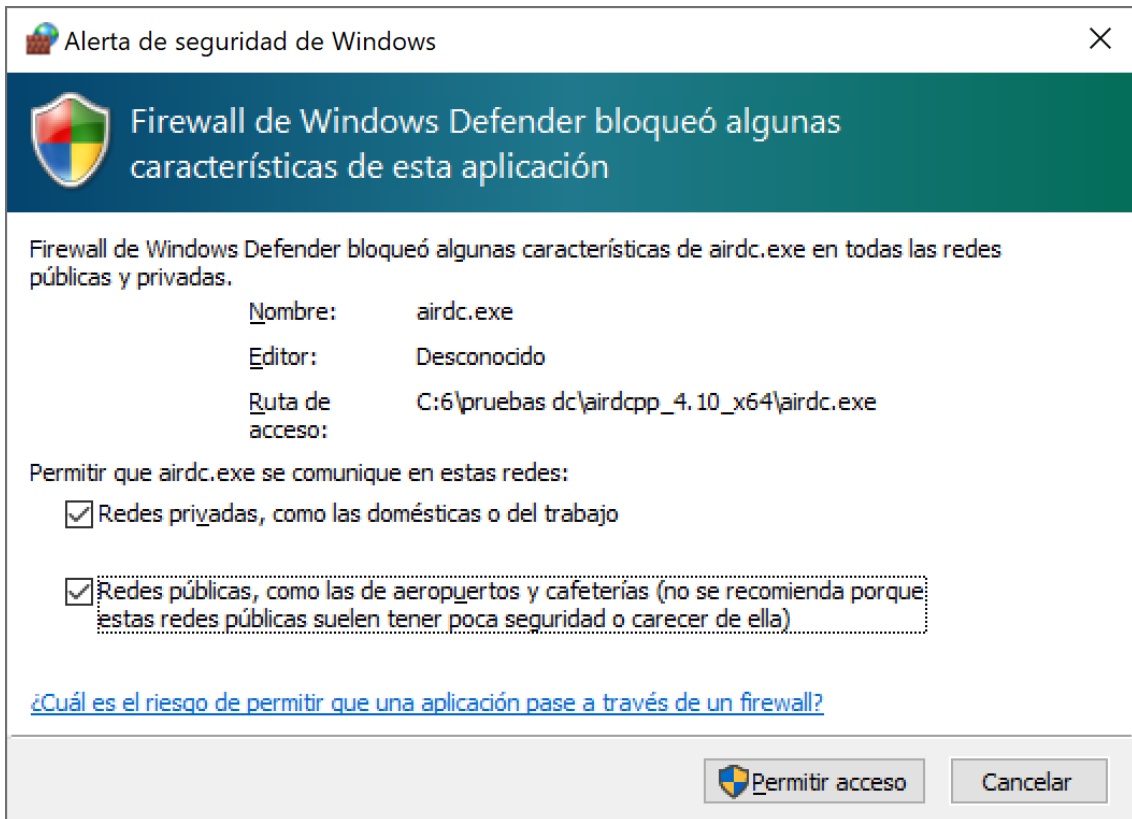 Alerta de seguridad de Windows
Firewall de Windows Defender bloqueó algunas
características de esta aplicación
Firewall de Windows Defender bloqueó algunas características de airdc.exe en todas las redes
públicas y privadas.
Nombre: airdc.exe
Editor: Desconocido
Ruta de C:6\pruebas dc\airdcpp_4.10_x64\airdc.exe
acceso:
Permitir que airdc.exe se comunique en estas redes:
Redes privadas, como las domésticas o del trabajo
Redes públicas, como las de aeropuertos y cafeterías (no se recomienda porque
estas redes públicas suelen tener poca seguridad o carecer de ella)
¿Cuál es el riesgo de permitir que una aplicación pase a través de un firewall?
Permitir acceso Cancelar